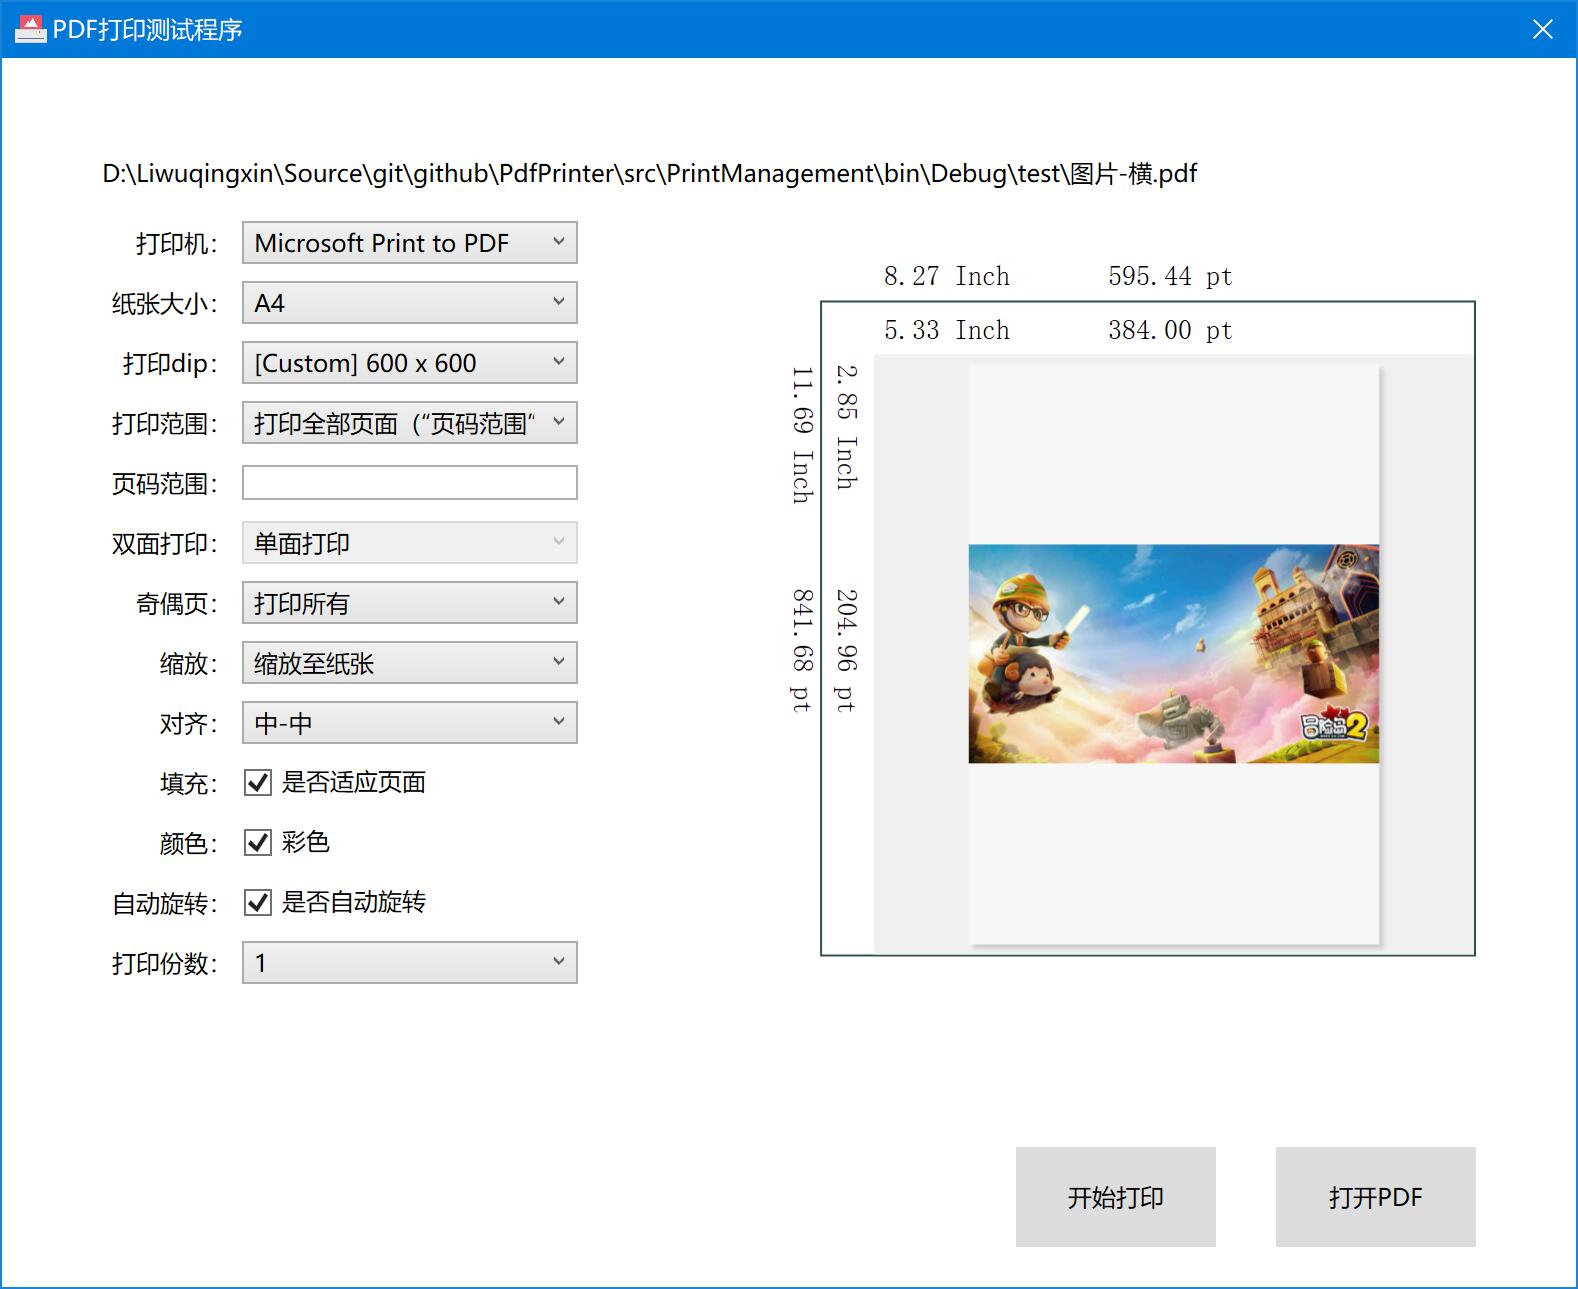 PDF打印测试程序
D:\Liwuqingxin\Source\git\github\PdfPrinter\src\PrintManagement\bin\Debug\test\图片-横.pdf
打印机： Microsoft Print to PDF
纸张大小： A4
打印dip： [Custom] 600 x 600
打印范围： 打印全部页面（“页码范围”
页码范围：
双面打印： 单面打印
奇偶页： 打印所有
缩放： 缩放至纸张
对齐： 中-中
填充： 是否适应页面
颜色： 彩色
自动旋转： 是否自动旋转
打印份数： 1
8.27 Inch 595.44 pt
5.33 Inch 384.00 pt
11.69 Inch 841.68 pt
2.85 Inch 204.96 pt
冒险岛2
开始打印 打开PDF